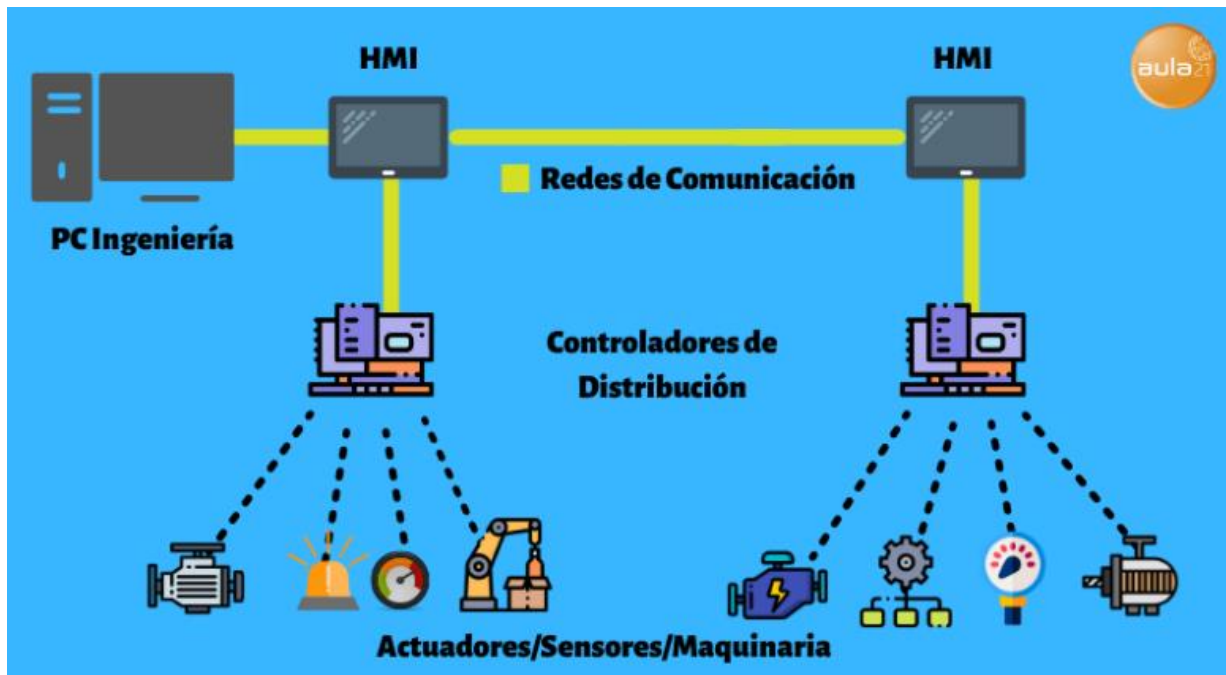 HMI
HMI
aula21
Redes de Comunicación
PC Ingeniería
Controladores de
Distribución
Actuadores/Sensores/Maquinaria